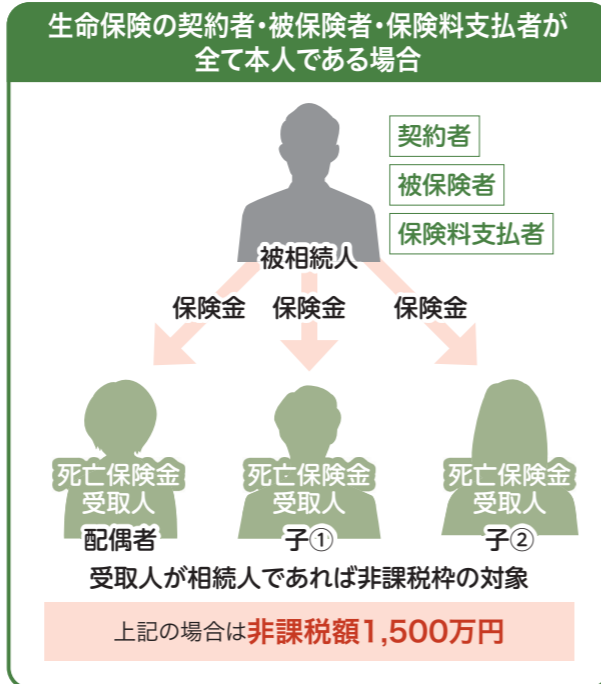 生命保険の契約者・被保険者・保険料支払者が
全て本人である場合
契約者
被保険者
保険料支払者
被相続人
保険金 保険金 保険金
死亡保険金 死亡保険金 死亡保険金
受取人 受取人 受取人
配偶者 子① 子②
受取人が相続人であれば非課税枠の対象
上記の場合は非課税額1,500万円